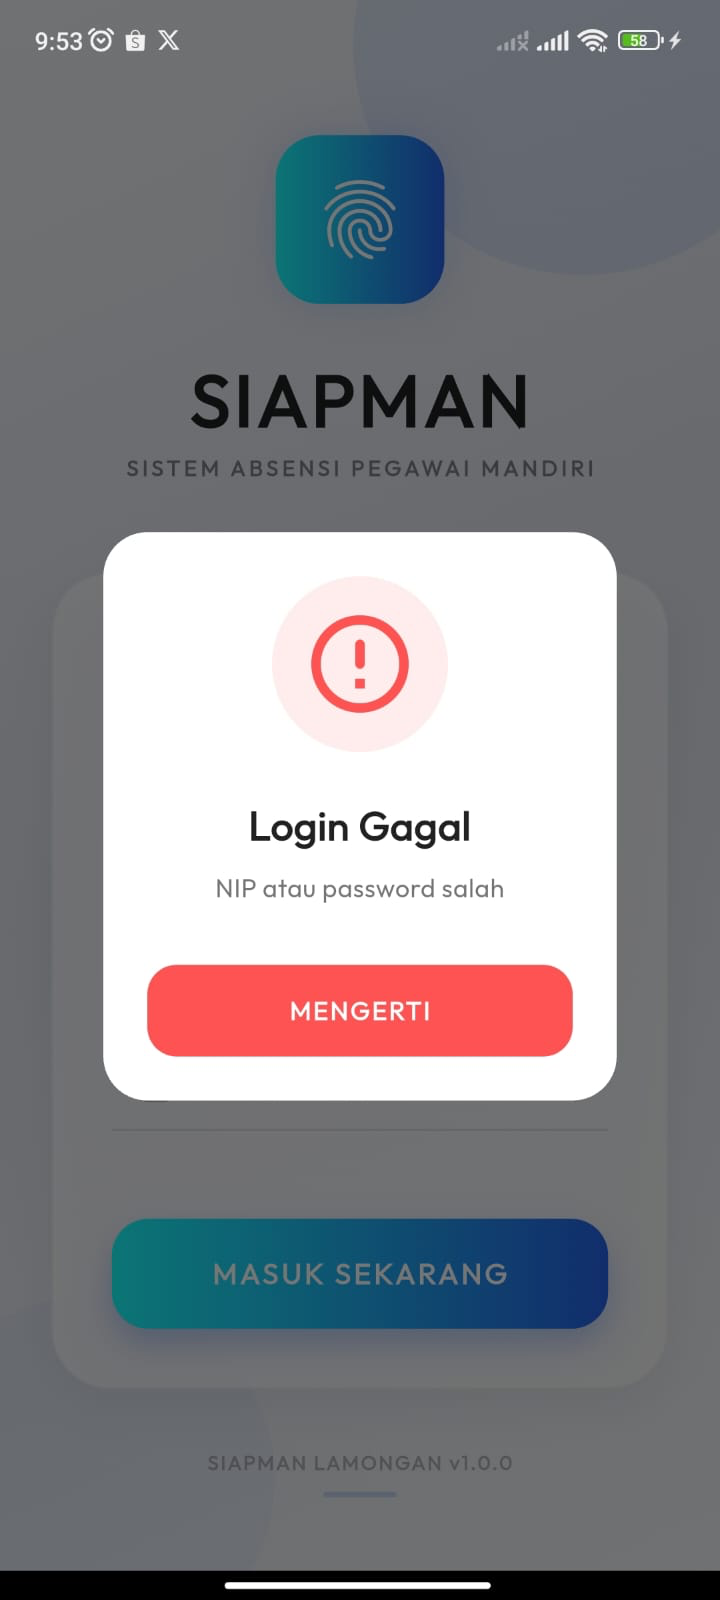 9:53
58
SIAPMAN
SISTEM ABSENSI PEGAWAI MANDIRI
Login Gagal
NIP atau password salah
MENGERTI
MASUK SEKARANG
SIAPMAN LAMONGAN v1.0.0